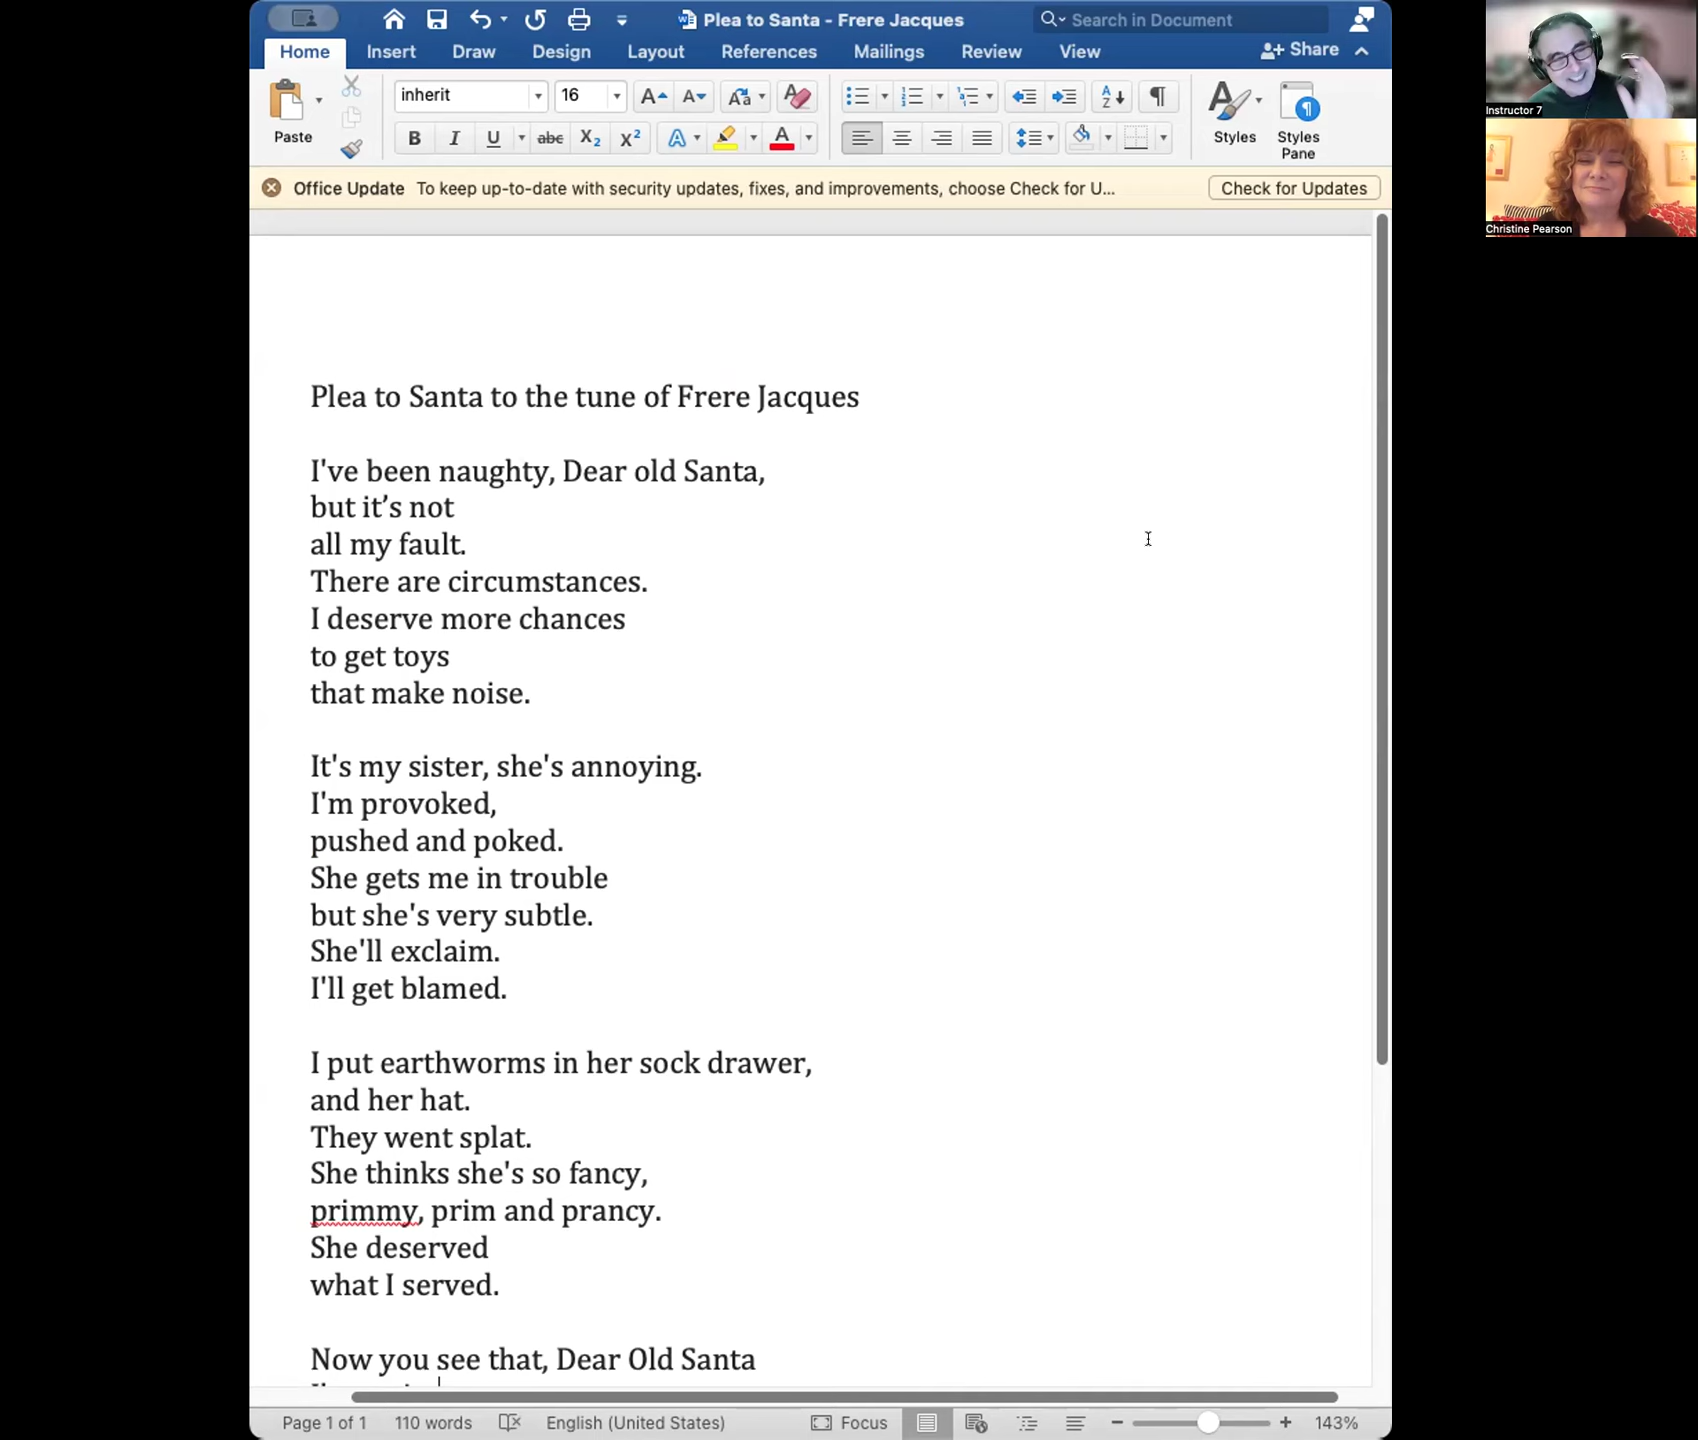 Plea to Santa - Frere Jacques
Search in Document
Home Insert Draw Design Layout References Mailings Review View Share
Paste
inherit 16
Styles
Styles Pane
Office Update To keep up-to-date with security updates, fixes, and improvements, choose Check for U... Check for Updates
Instructor 7
Christine Pearson
Plea to Santa to the tune of Frere Jacques
I've been naughty, Dear old Santa,
but it’s not
all my fault.
There are circumstances.
I deserve more chances
to get toys
that make noise.
It's my sister, she's annoying.
I'm provoked,
pushed and poked.
She gets me in trouble
but she's very subtle.
She'll exclaim.
I'll get blamed.
I put earthworms in her sock drawer,
and her hat.
They went splat.
She thinks she's so fancy,
primmy, prim and prancy.
She deserved
what I served.
Now you see that, Dear Old Santa
Page 1 of 1 110 words English (United States) Focus 143%